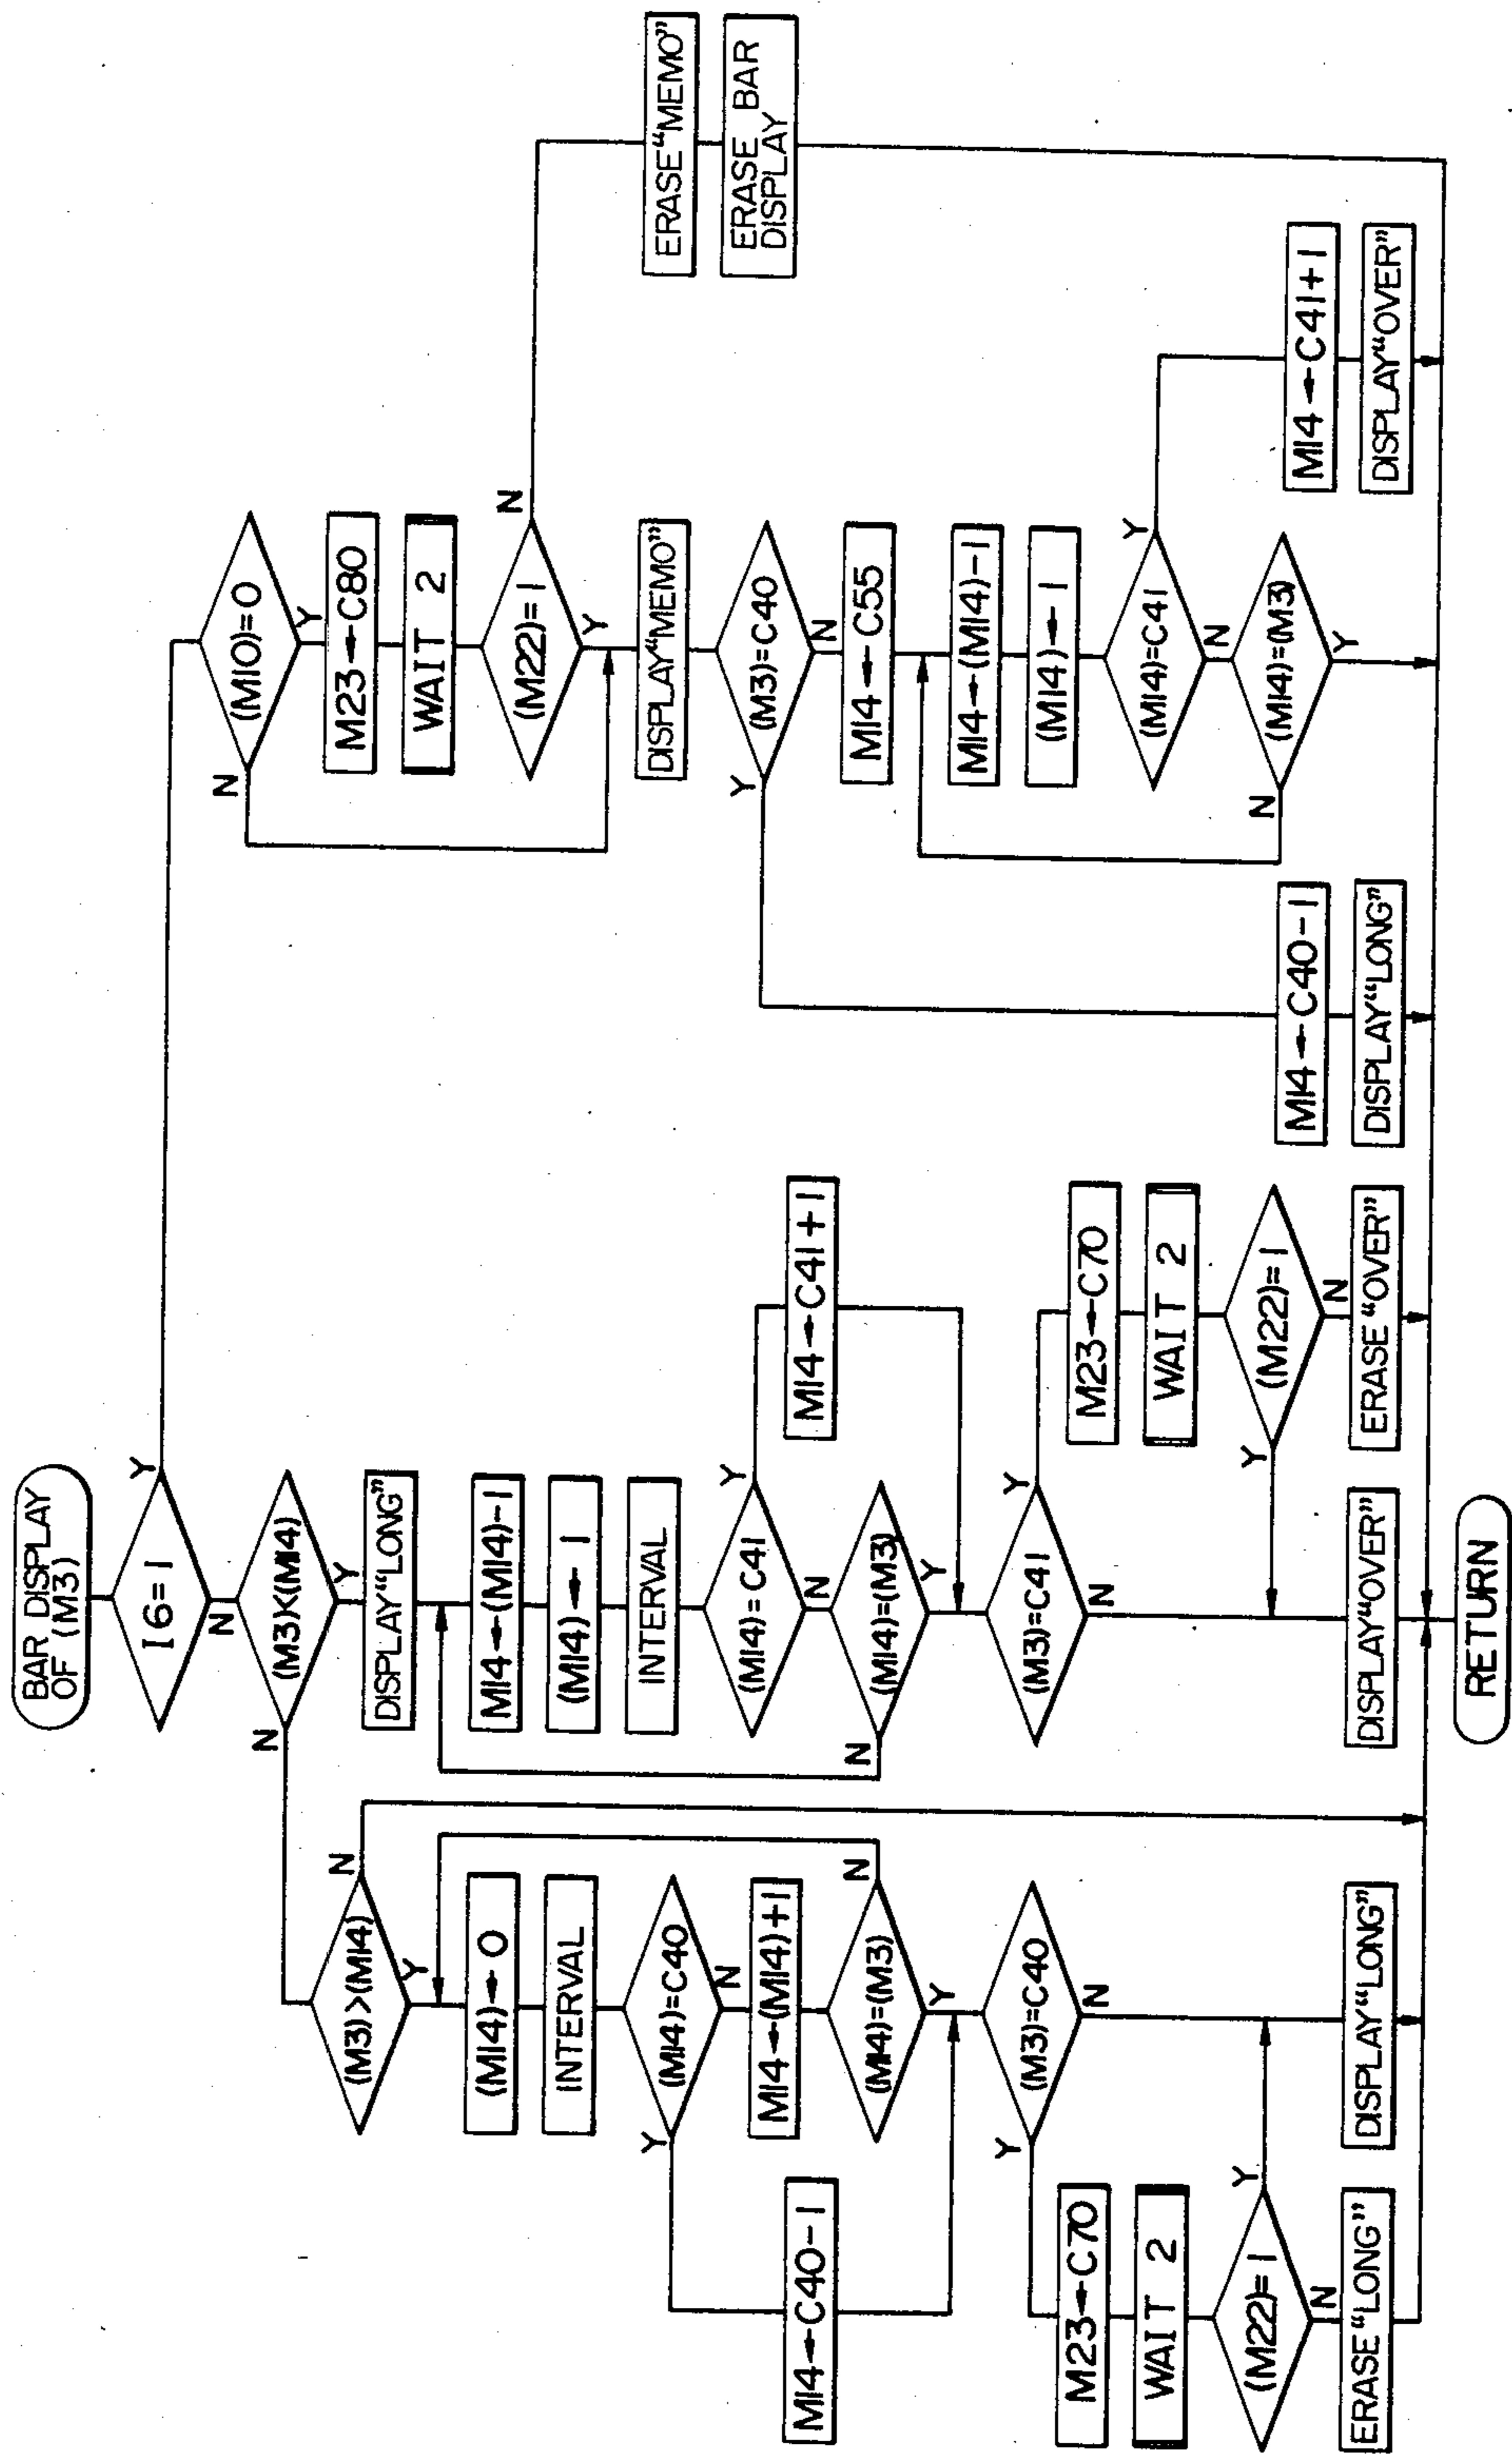 BAR DISPLAY
OF (M3)
I6=1
Y
N
(M3)<(M14)
N
Y
(M3)>(M14)
N
Y
(M14)←0
INTERVAL
(M14)=C40
Y
N
M14←C40-1
M14←(M14)+1
(M14)=(M3)
N
Y
(M3)=C40
Y
N
M23←C70
WAIT 2
(M22)=1
Y
N
ERASE“LONG”
DISPLAY“LONG”
DISPLAY“LONG”
M14←(M14)-1
(M14)←1
INTERVAL
(M14)=C41
Y
N
M14←C41+1
(M14)=(M3)
N
Y
(M3)=C41
Y
N
M23←C70
WAIT 2
(M22)=1
Y
N
DISPLAY“OVER”
ERASE“OVER”
(M10)=0
N
Y
M23←C80
WAIT 2
(M22)=1
N
Y
ERASE“MEMO”
ERASE BAR
DISPLAY
DISPLAY“MEMO”
(M3)=C40
Y
N
M14←C40-1
DISPLAY“LONG”
M14←C55
M14←(M14)-1
(M14)←1
(M14)=C41
Y
N
(M14)=(M3)
N
Y
M14←C41+1
DISPLAY“OVER”
RETURN